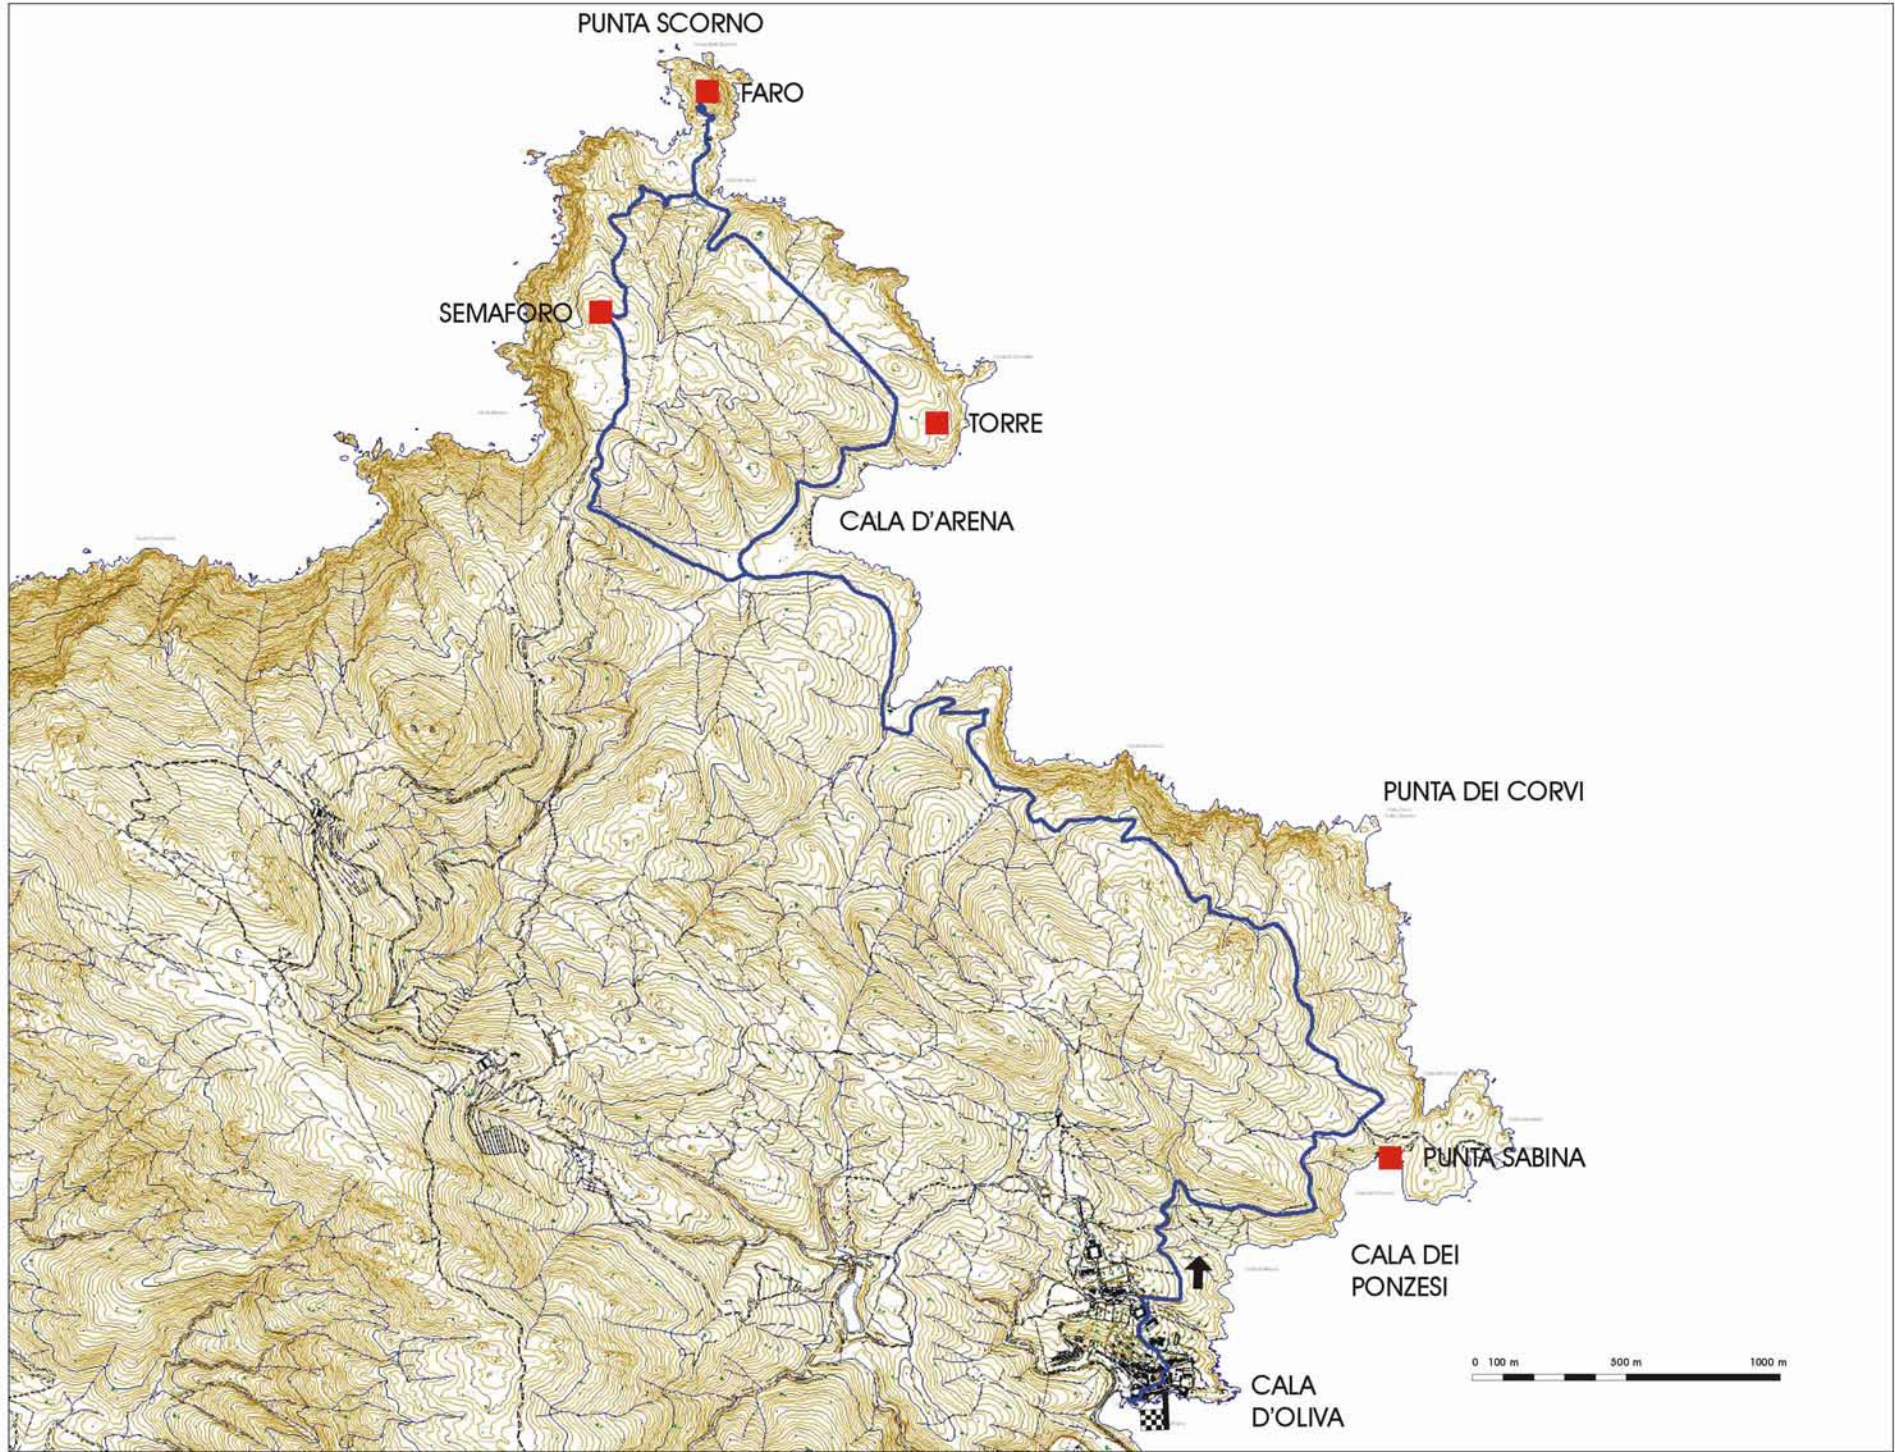 PUNTA SCORNO
FARO
SEMAFORO
TORRE
CALA D'ARENA
PUNTA DEI CORVI
PUNTA SABINA
CALA DEI
PONZESI
0 100 m 500 m 1000 m
CALA
D'OLIVA